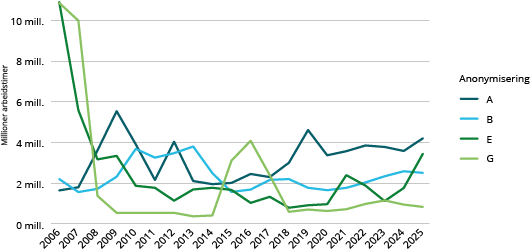 10 mill.
8 mill.
6 mill.
4 mill.
2 mill.
0 mill.
Millioner arbeidstimer
2006 2007 2008 2009 2010 2011 2012 2013 2014 2015 2016 2017 2018 2019 2020 2021 2022 2023 2024 2025
Anonymisering
A
B
E
G